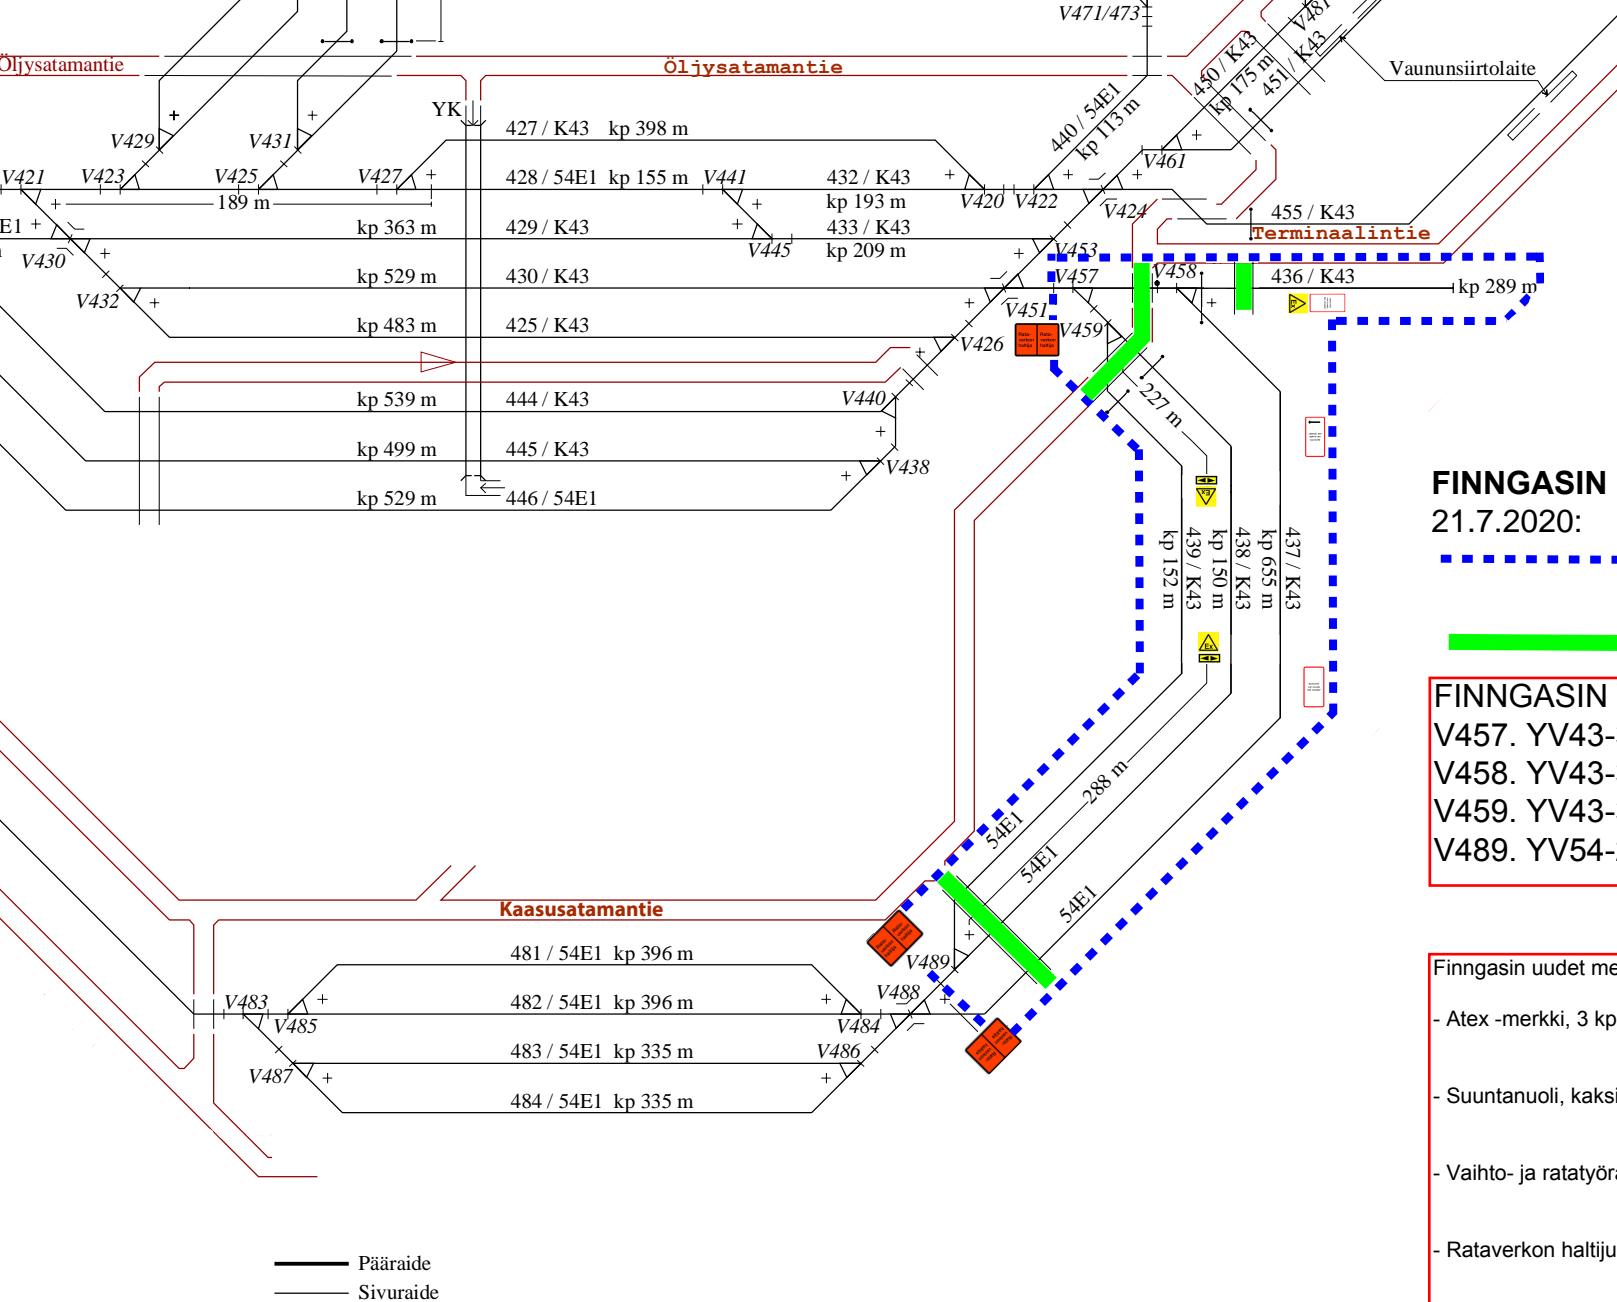 V471/473
V481
Öljysatamantie
Öljysatamantie
450 / K43
kp 175 m
451 / K43
Vaununsiirtolaite
YK
440 / 54E1
kp 113 m
V429
V431
427 / K43 kp 398 m
V461
V421
V423
V425
V427
428 / 54E1 kp 155 m
V441
432 / K43
V420
V422
V424
189 m
kp 193 m
455 / K43
E1
kp 363 m
429 / K43
433 / K43
Terminaalintie
V430
V445
kp 209 m
V453
kp 529 m
430 / K43
V457
V458
436 / K43
kp 289 m
V432
V451
kp 483 m
425 / K43
V426
V459
kp 539 m
444 / K43
V440
227 m
kp 499 m
445 / K43
V438
kp 529 m
446 / 54E1
FINNGASIN
21.7.2020:
kp 152 m
439 / K43
kp 150 m
438 / K43
kp 655 m
437 / K43
Ex
Ex
Ex
FINNGASIN
V457. YV43-
V458. YV43-
V459. YV43-
V489. YV54-
288 m
54E1
54E1
54E1
Kaasusatamantie
481 / 54E1 kp 396 m
V489
Finngasin uudet me
V483
V485
482 / 54E1 kp 396 m
V484
V488
- Atex -merkki, 3 kp
483 / 54E1 kp 335 m
V486
V487
484 / 54E1 kp 335 m
- Suuntanuoli, kaksi
- Vaihto- ja ratatyöra
- Rataverkon haltiju
Pääraide
Sivuraide